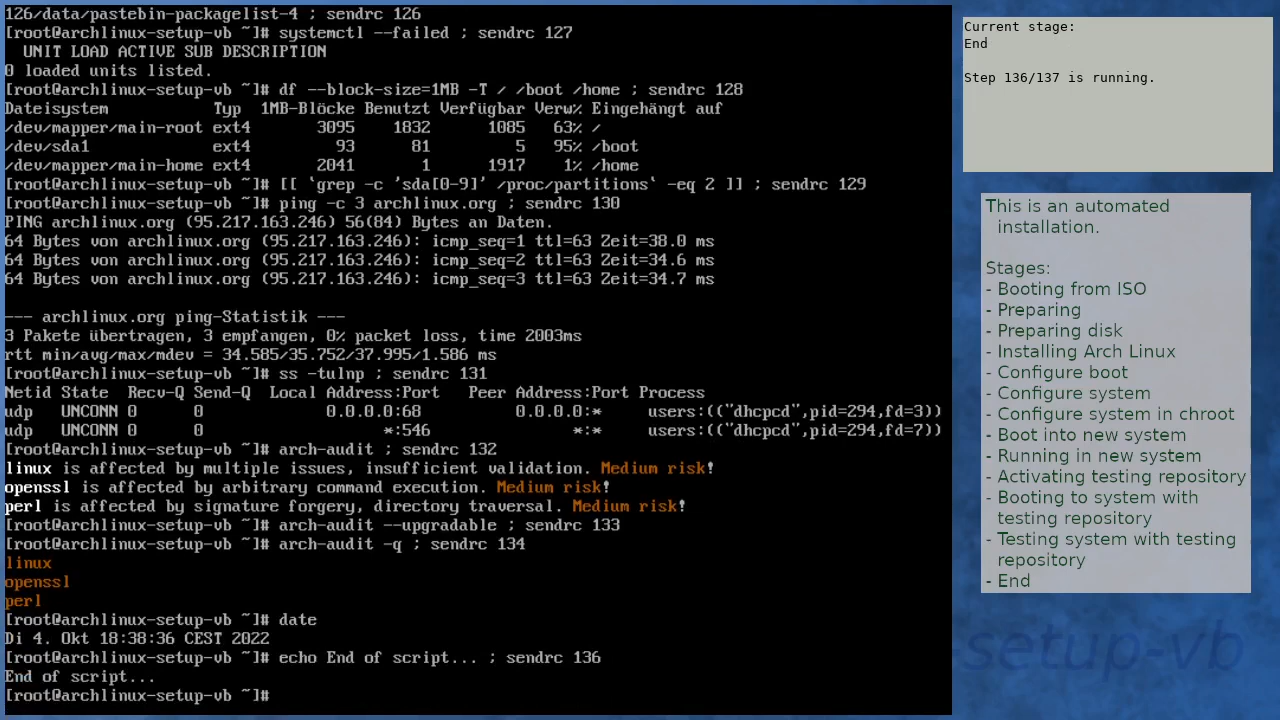 126/data/pastebin-packagelist-4 ; sendrc 126
[root@archlinux-setup-vb ~]# systemctl --failed ; sendrc 127
  UNIT LOAD ACTIVE SUB DESCRIPTION
0 loaded units listed.
[root@archlinux-setup-vb ~]# df --block-size=1MB -T / /boot /home ; sendrc 128
Dateisystem           Typ  1MB-Blöcke Benutzt Verfügbar Verw% Eingehängt auf
/dev/mapper/main-root ext4       3095    1832      1085   63% /
/dev/sda1             ext4         93      81         5   95% /boot
/dev/mapper/main-home ext4       2041       1      1917    1% /home
[root@archlinux-setup-vb ~]# [[ `grep -c 'sda[0-9]' /proc/partitions` -eq 2 ]] ; sendrc 129
[root@archlinux-setup-vb ~]# ping -c 3 archlinux.org ; sendrc 130
PING archlinux.org (95.217.163.246) 56(84) Bytes an Daten.
64 Bytes von archlinux.org (95.217.163.246): icmp_seq=1 ttl=63 Zeit=38.0 ms
64 Bytes von archlinux.org (95.217.163.246): icmp_seq=2 ttl=63 Zeit=34.6 ms
64 Bytes von archlinux.org (95.217.163.246): icmp_seq=3 ttl=63 Zeit=34.7 ms
--- archlinux.org ping-Statistik ---
3 Pakete übertragen, 3 empfangen, 0% packet loss, time 2003ms
rtt min/avg/max/mdev = 34.585/35.752/37.995/1.586 ms
[root@archlinux-setup-vb ~]# ss -tulnp ; sendrc 131
Netid State  Recv-Q Send-Q  Local Address:Port   Peer Address:Port Process
udp   UNCONN 0      0             0.0.0.0:68          0.0.0.0:*     users:(("dhcpcd",pid=294,fd=3))
udp   UNCONN 0      0                   *:546               *:*     users:(("dhcpcd",pid=294,fd=7))
[root@archlinux-setup-vb ~]# arch-audit ; sendrc 132
linux is affected by multiple issues, insufficient validation. Medium risk!
openssl is affected by arbitrary command execution. Medium risk!
perl is affected by signature forgery, directory traversal. Medium risk!
[root@archlinux-setup-vb ~]# arch-audit --upgradable ; sendrc 133
[root@archlinux-setup-vb ~]# arch-audit -q ; sendrc 134
linux
openssl
perl
[root@archlinux-setup-vb ~]# date
Di 4. Okt 18:38:36 CEST 2022
[root@archlinux-setup-vb ~]# echo End of script... ; sendrc 136
End of script...
[root@archlinux-setup-vb ~]#
Current stage:
End
Step 136/137 is running.
This is an automated
installation.
Stages:
- Booting from ISO
- Preparing
- Preparing disk
- Installing Arch Linux
- Configure boot
- Configure system
- Configure system in chroot
- Boot into new system
- Running in new system
- Activating testing repository
- Booting to system with
testing repository
- Testing system with testing
repository
- End
-setup-vb